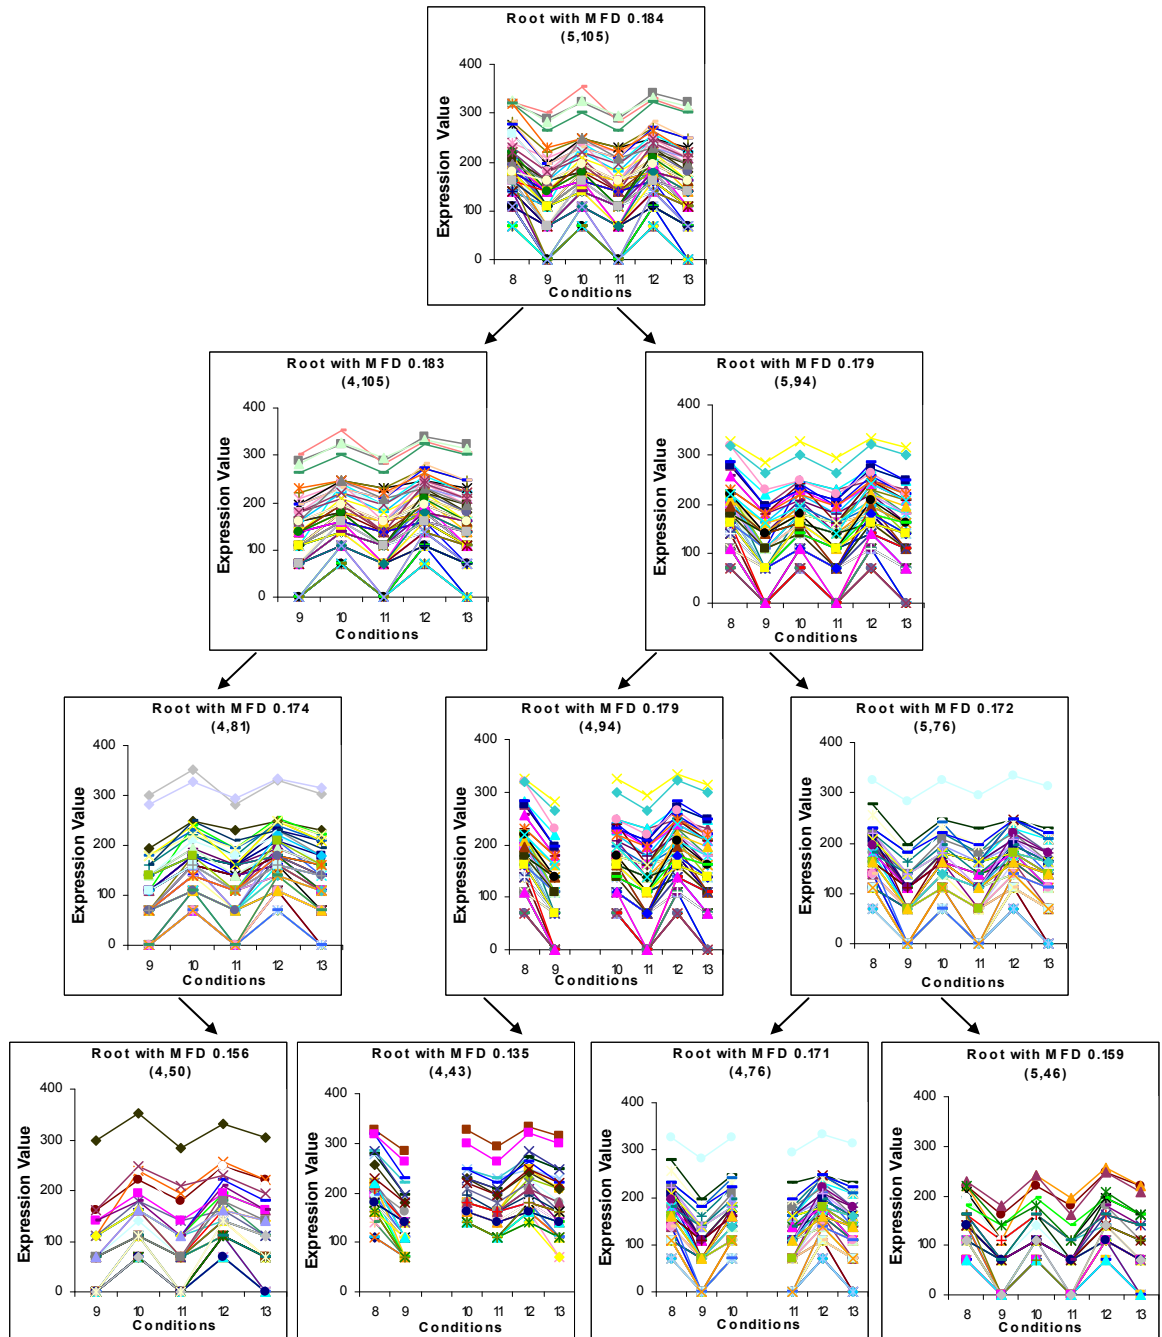 Root with MFD 0.184
(5,105)
400
300
200
100
0
Expression Value
8 9 10 11 12 13
Conditions
Root with MFD 0.183
(4,105)
400
300
200
100
0
Expression Value
9 10 11 12 13
Conditions
Root with MFD 0.179
(5,94)
400
300
200
100
0
Expression Value
8 9 10 11 12 13
Conditions
Root with MFD 0.174
(4,81)
400
300
200
100
0
Expression Value
9 10 11 12 13
Conditions
Root with MFD 0.179
(4,94)
400
300
200
100
0
Expression Value
8 9 10 11 12 13
Conditions
Root with MFD 0.172
(5,76)
400
300
200
100
0
Expression Value
8 9 10 11 12 13
Conditions
Root with MFD 0.156
(4,50)
400
300
200
100
0
Expression Value
9 10 11 12 13
Conditions
Root with MFD 0.135
(4,43)
400
300
200
100
0
Expression Value
8 9 10 11 12 13
Conditions
Root with MFD 0.171
(4,76)
400
300
200
100
0
Expression Value
8 9 10 11 12 13
Conditions
Root with MFD 0.159
(5,46)
400
300
200
100
0
Expression Value
8 9 10 11 12 13
Conditions